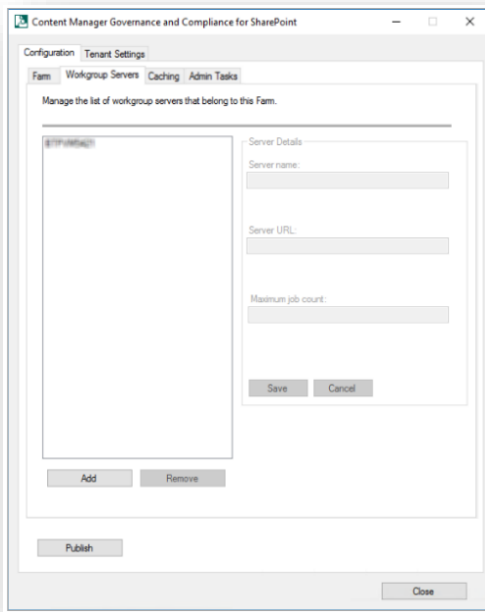 Content Manager Governance and Compliance for SharePoint
Configuration Tenant Settings
Farm Workgroup Servers Caching Admin Tasks
Manage the list of workgroup servers that belong to this Farm.
Server Details
Server name:
Server URL:
Maximum job count:
Save Cancel
Add Remove
Publish
Close